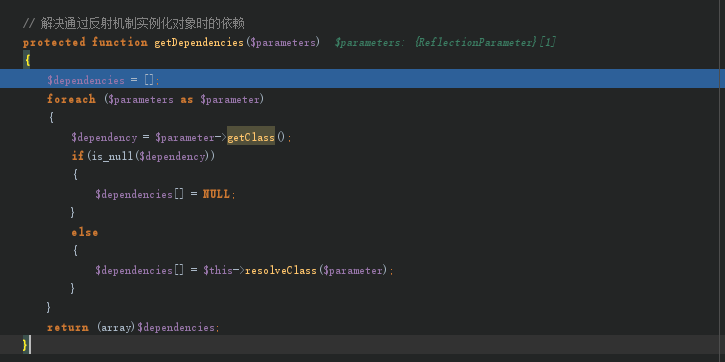 // 解决通过反射机制实例化对象时的依赖
protected function getDependencies($parameters)  $parameters: {ReflectionParameter}[1]
{
    $dependencies = [];
    foreach ($parameters as $parameter)
    {
        $dependency = $parameter->getClass();
        if(is_null($dependency))
        {
            $dependencies[] = NULL;
        }
        else
        {
            $dependencies[] = $this->resolveClass($parameter);
        }
    }
    return (array)$dependencies;
}